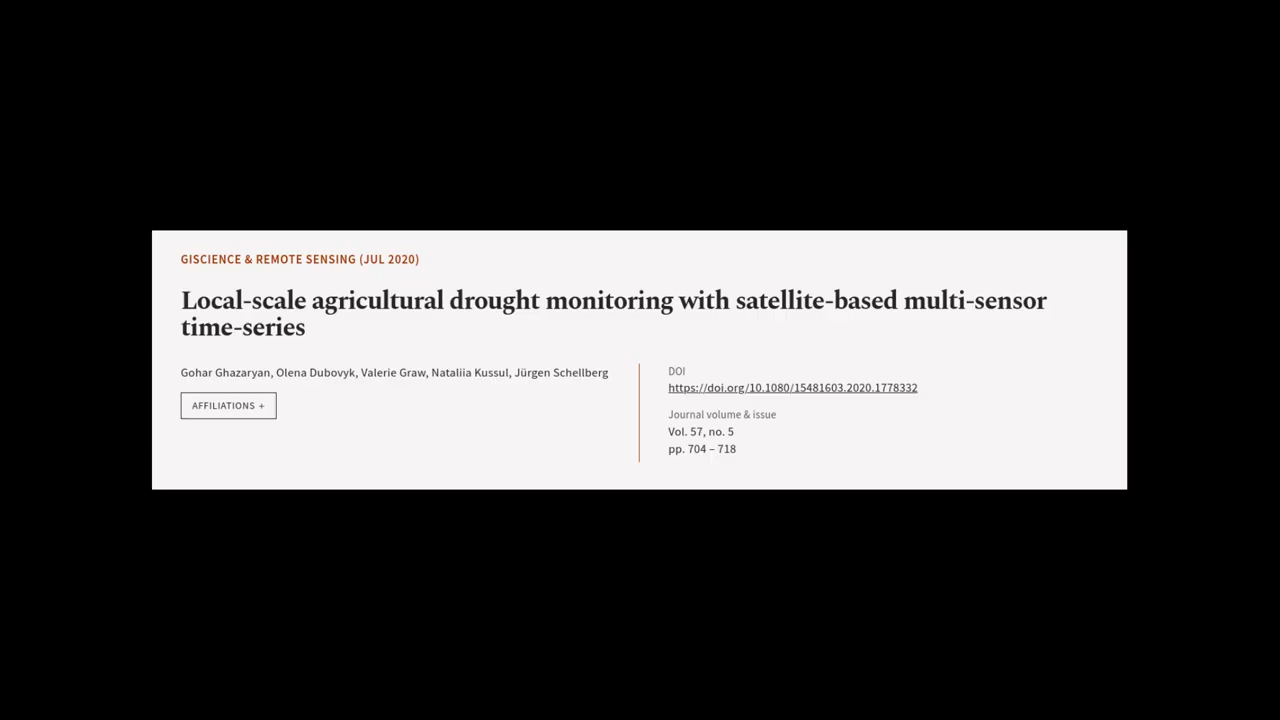 GISCIENCE & REMOTE SENSING (JUL 2020)
Local-scale agricultural drought monitoring with satellite-based multi-sensor
time-series
Gohar Ghazaryan, Olena Dubovyk, Valerie Graw, Nataliia Kussul, Jürgen Schellberg
AFFILIATIONS +
DOI
https://doi.org/10.1080/15481603.2020.1778332
Journal volume & issue
Vol. 57, no. 5
pp. 704 – 718